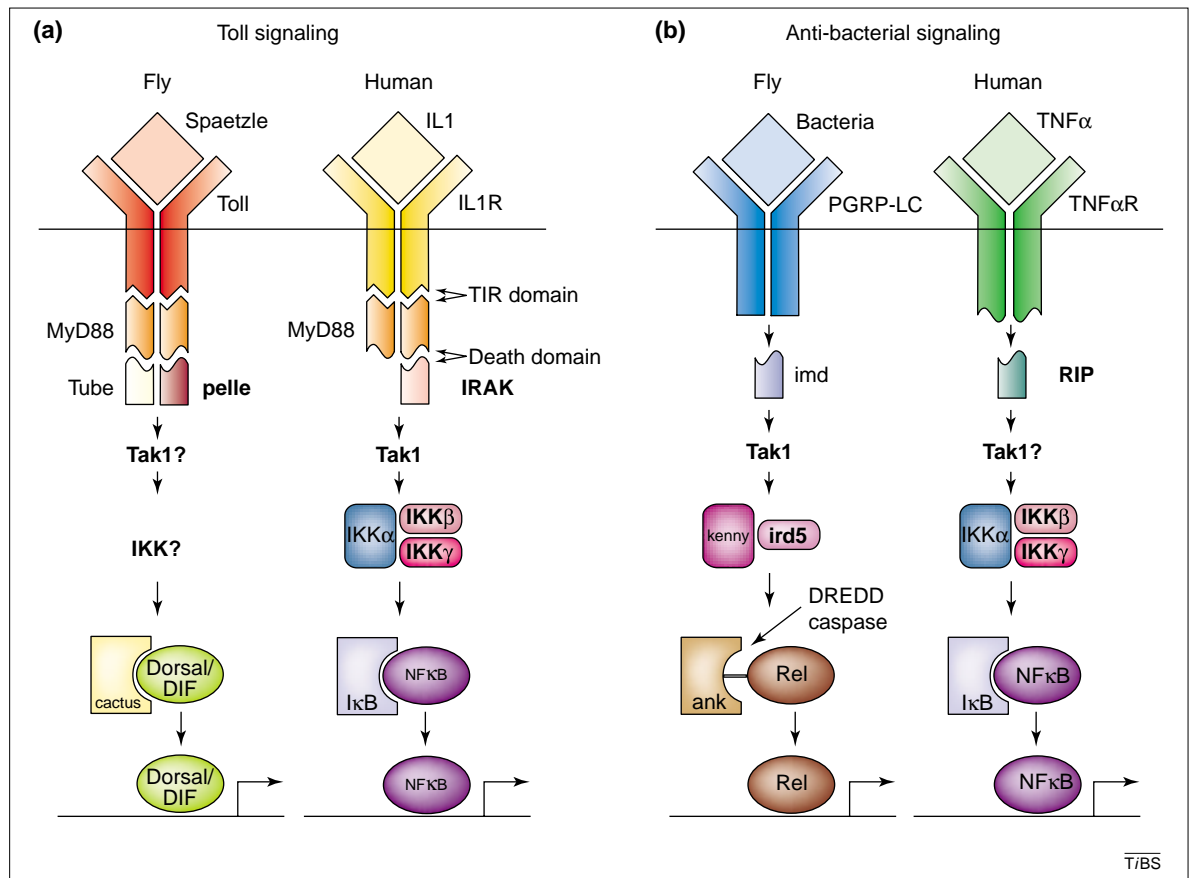 (a) Toll signaling
Fly
Human
Spaetzle
IL1
Toll
IL1R
TIR domain
MyD88
MyD88
Death domain
Tube
pelle
IRAK
Tak1?
Tak1
IKK?
IKKα
IKKβ
IKKγ
cactus
Dorsal/
DIF
IκB
NFκB
Dorsal/
DIF
NFκB
(b) Anti-bacterial signaling
Fly
Human
Bacteria
TNFα
PGRP-LC
TNFαR
imd
RIP
Tak1
Tak1?
kenny
ird5
IKKα
IKKβ
IKKγ
DREDD
caspase
ank
Rel
IκB
NFκB
Rel
NFκB
TiBS